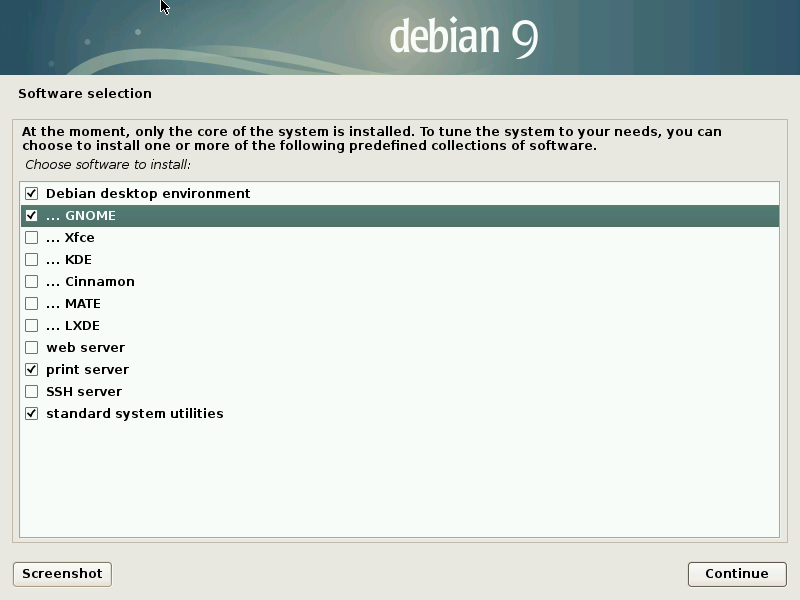 debian 9
Software selection
At the moment, only the core of the system is installed. To tune the system to your needs, you can
choose to install one or more of the following predefined collections of software.
Choose software to install:
Debian desktop environment
... GNOME
... Xfce
... KDE
... Cinnamon
... MATE
... LXDE
web server
print server
SSH server
standard system utilities
Screenshot
Continue